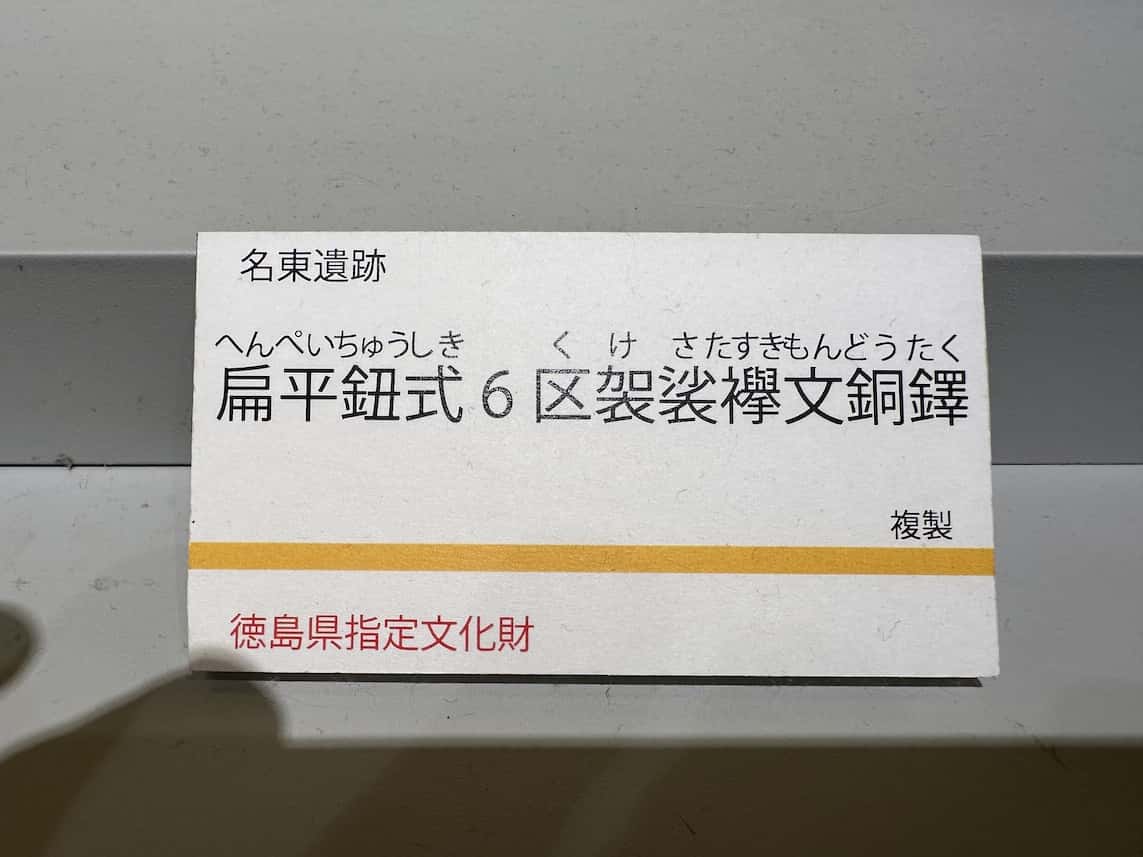 名東遺跡
へんぺいちゅうしき く け さたすきもんどうたく
扁平鈕式6区袈裟襷文銅鐸
複製
徳島県指定文化財